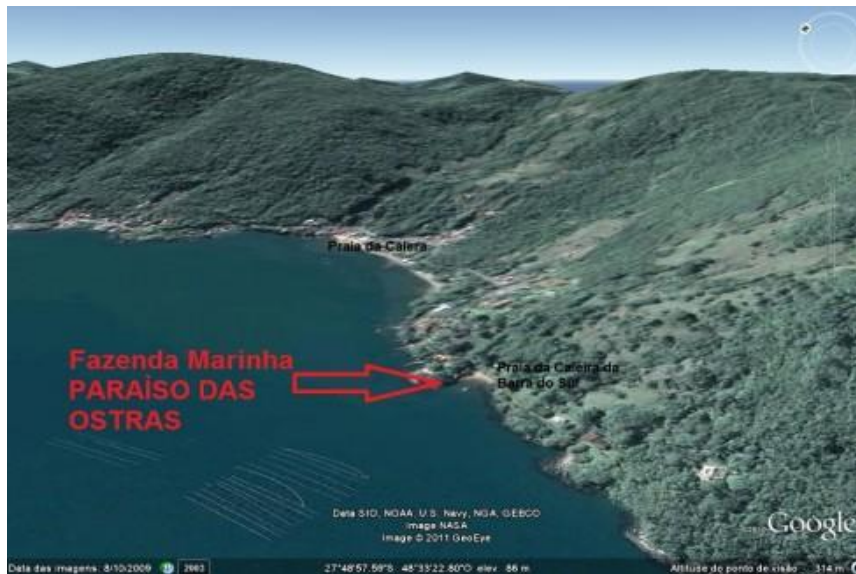 Praia da Caiera
Fazenda Marinha
PARAÍSO DAS
OSTRAS
Praia da Caieira da
Barra do Sul
Data SIO, NOAA, U.S. Navy, NGA, GEBCO
Image NASA
Image © 2011 GeoEye
Google
Data das imagens: 8/10/2009
2003
27°48'57.59"S 48°33'22.80"O elev 86 m
Altitude do ponto de visão 314 m